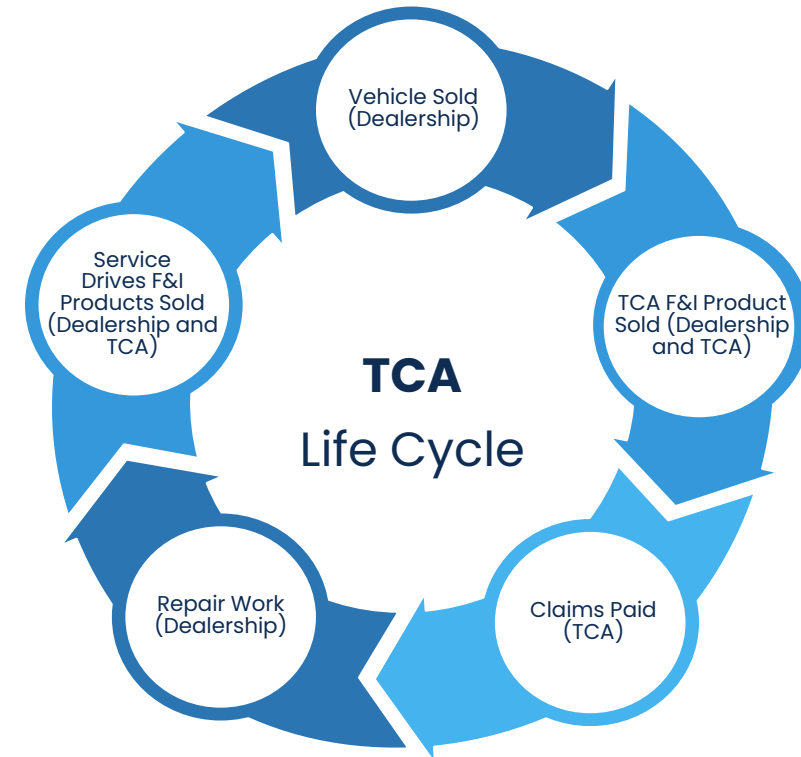 Vehicle Sold
(Dealership)
TCA F&I Product
Sold (Dealership
and TCA)
Claims Paid
(TCA)
Repair Work
(Dealership)
Service
Drives F&I
Products Sold
(Dealership and
TCA)
TCA
Life Cycle